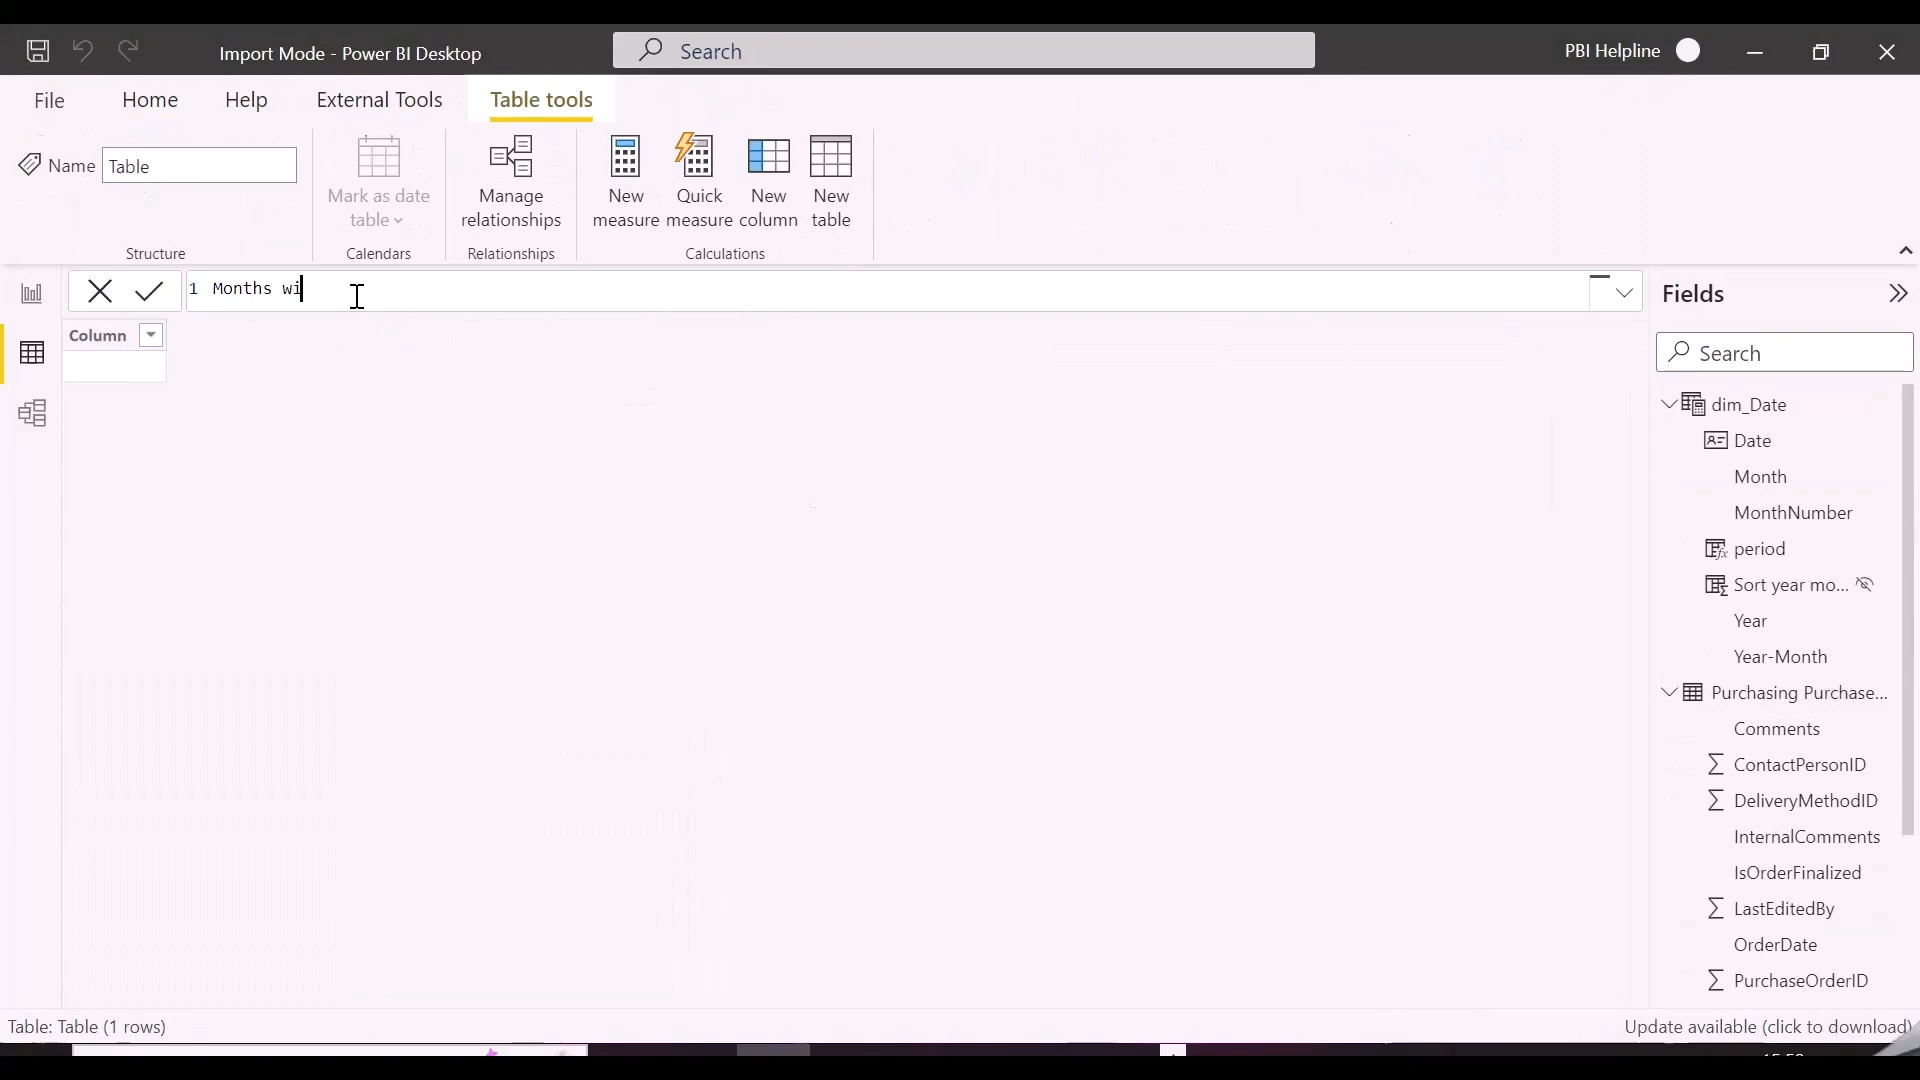 Import Mode - Power BI Desktop
Search
PBI Helpline
File
Home
Help
External Tools
Table tools
Name
Table
Mark as date
table
Manage
relationships
New
measure
Quick
measure
New
column
New
table
Structure
Calendars
Relationships
Calculations
1 Months wi
Fields
Column
Search
dim_Date
Date
Month
MonthNumber
period
Sort year mo...
Year
Year-Month
Purchasing Purchase...
Comments
ContactPersonID
DeliveryMethodID
InternalComments
IsOrderFinalized
LastEditedBy
OrderDate
PurchaseOrderID
Table: Table (1 rows)
Update available (click to download)